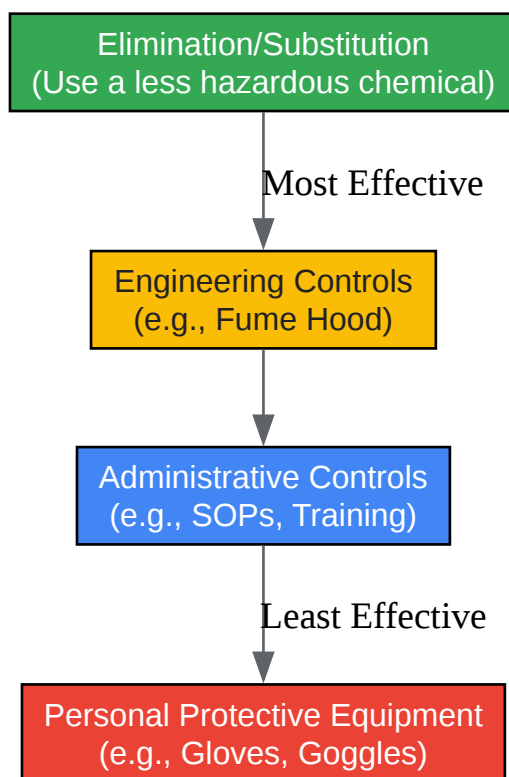 Elimination/Substitution
(Use a less hazardous chemical)
Most Effective
Engineering Controls
(e.g., Fume Hood)
Administrative Controls
(e.g., SOPs, Training)
Least Effective
Personal Protective Equipment
(e.g., Gloves, Goggles)